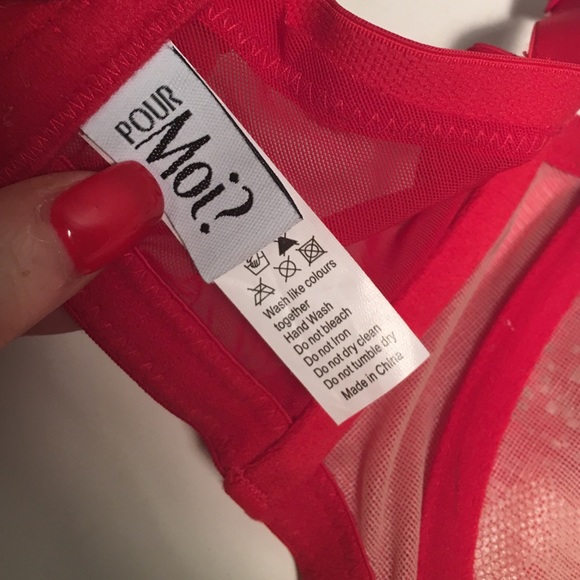 POUR
Moi?
Wash like colours
together
Hand Wash
Do not bleach
Do not Iron
Do not dry clean
Do not tumble dry
Made in China